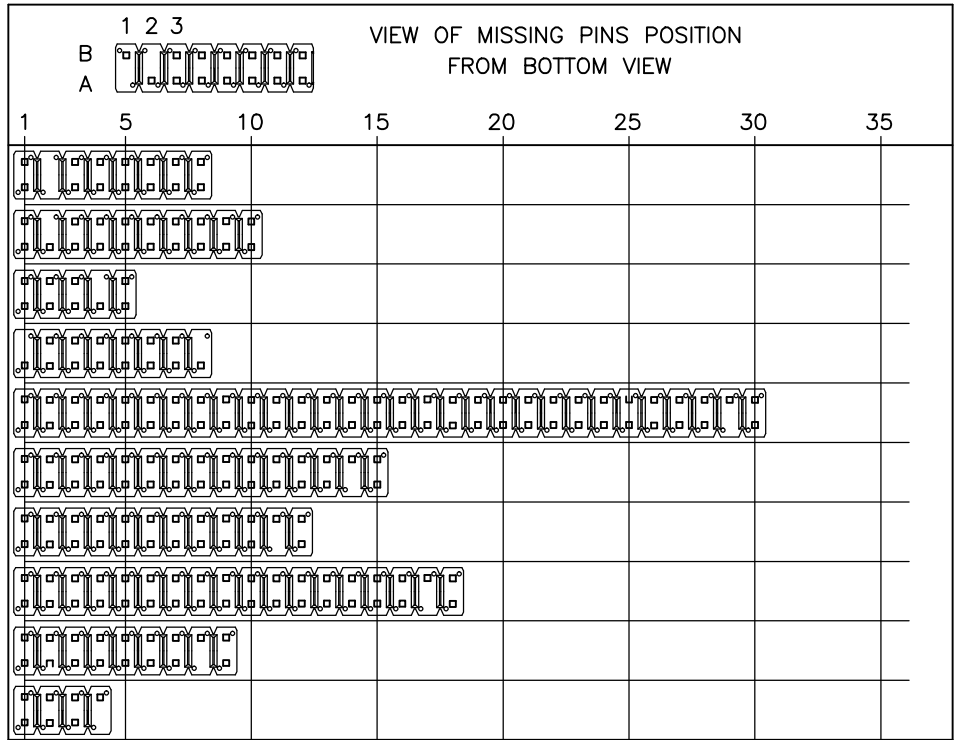 1 2 3
VIEW OF MISSING PINS POSITION
B
FROM BOTTOM VIEW
A
1 5 10 15 20 25 30 35